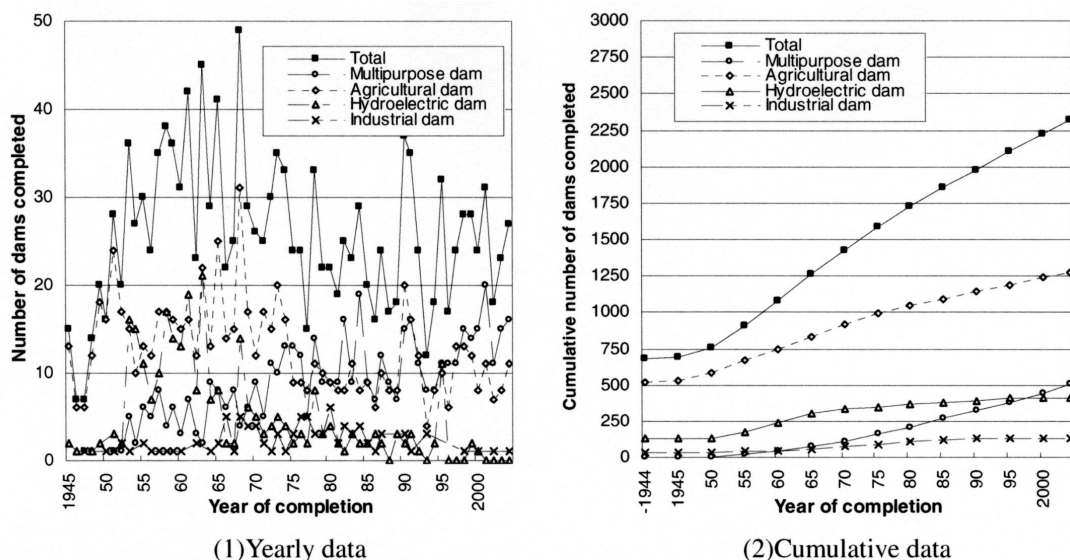 50
40
30
20
10
0
Number of dams completed
Total
Multipurpose dam
Agricultural dam
Hydroelectric dam
Industrial dam
1945
50
55
60
65
70
75
80
85
90
95
2000
Year of completion
(1)Yearly data
3000
2750
2500
2250
2000
1750
1500
1250
1000
750
500
250
0
Cumulative number of dams completed
Total
Multipurpose dam
Agricultural dam
Hydroelectric dam
Industrial dam
-1944
1945
50
55
60
65
70
75
80
85
90
95
2000
Year of completion
(2)Cumulative data